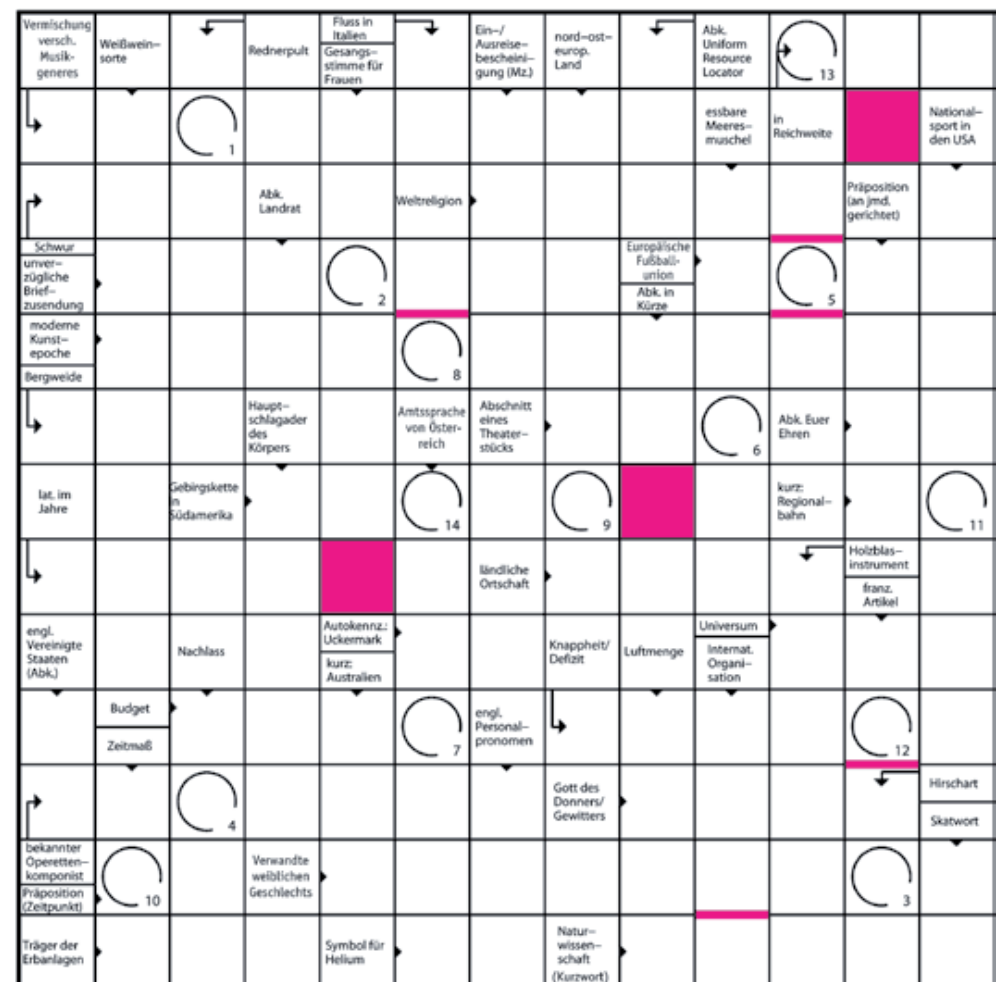 Vermischung
versch.
Musik-
generes
Weißwein-
sorte
Rednerpult
Fluss in
Italien
Gesangs-
stimme für
Frauen
Ein-/
Ausreise-
bescheini-
gung (Mz.)
nord-ost-
europ.
Land
Abk.
Uniform
Resource
Locator
13
1
essbare
Meeres-
muschel
in
Reichweite
National-
sport in
den USA
Abk.
Landrat
Weltreligion
Präposition
(an jmd.
gerichtet)
Schwur
unver-
zügliche
Brief-
zusendung
2
Europäische
Fußball-
union
Abk. in
Kürze
5
moderne
Kunst-
epoche
Bergweide
8
Haupt-
schlagader
des
Körpers
Amtssprache
von Öster-
reich
Abschnitt
eines
Theater-
stücks
6
Abk. Euer
Ehren
lat. im
Jahre
Gebirgskette
in
Südamerika
14
9
kurz:
Regional-
bahn
11
ländliche
Ortschaft
Holzblas-
instrument
franz.
Artikel
engl.
Vereinigte
Staaten
(Abk.)
Nachlass
Autokennz.:
Uckermark
kurz:
Australien
Knappheit/
Defizit
Luftmenge
Universum
Internat.
Organi-
sation
Budget
Zeitmaß
7
engl.
Personal-
pronomen
12
4
Gott des
Donners/
Gewitters
Hirschart
Skatwort
bekannter
Operetten-
komponist
Präposition
(Zeitpunkt)
10
Verwandte
weiblichen
Geschlechts
3
Träger der
Erbanlagen
Symbol für
Helium
Natur-
wissen-
schaft
(Kurzwort)